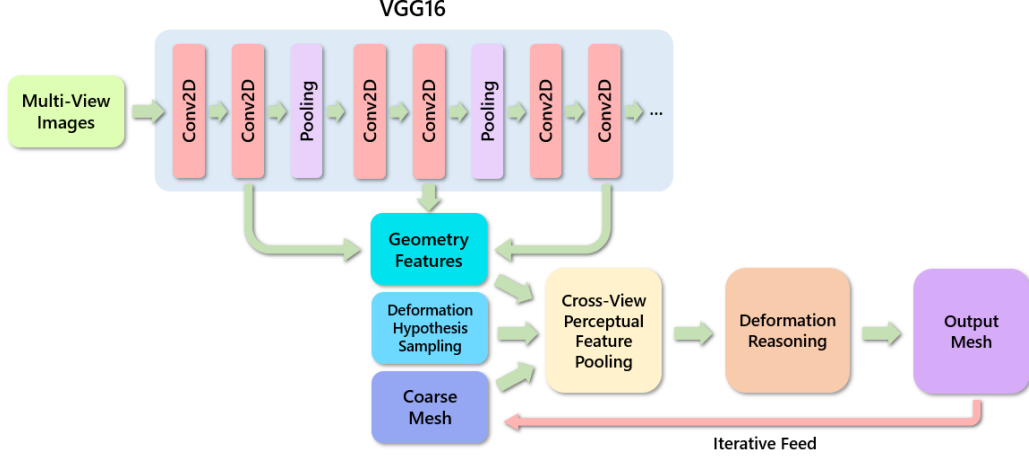 VGG16
Multi-View
Images
Conv2D
Conv2D
Pooling
Conv2D
Conv2D
Pooling
Conv2D
Conv2D
...
Geometry
Features
Deformation
Hypothesis
Sampling
Coarse
Mesh
Cross-View
Perceptual
Feature
Pooling
Deformation
Reasoning
Output
Mesh
Iterative Feed